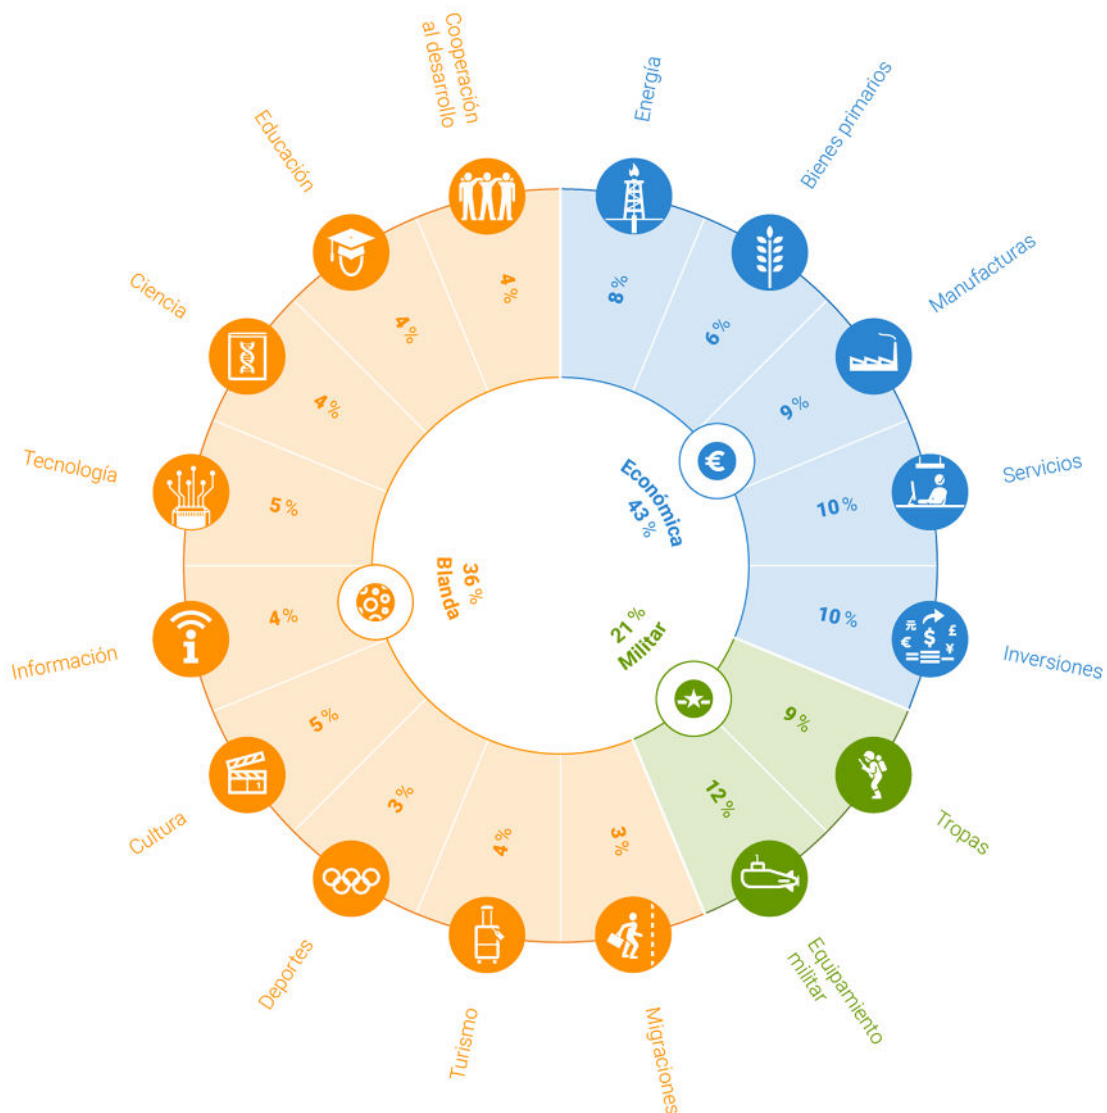 Cooperación
al desarrollo
4%
Energía
8%
Bienes primarios
6%
Manufacturas
9%
Servicios
10%
Inversiones
10%
元
€
$
£
¥
Económica
43%
€
Tropas
9%
Equipamiento
militar
12%
21%
Militar
Migraciones
3%
Turismo
4%
Deportes
3%
Cultura
5%
1
Información
4%
i
Tecnología
5%
Ciencia
4%
Educación
4%
36%
Blanda